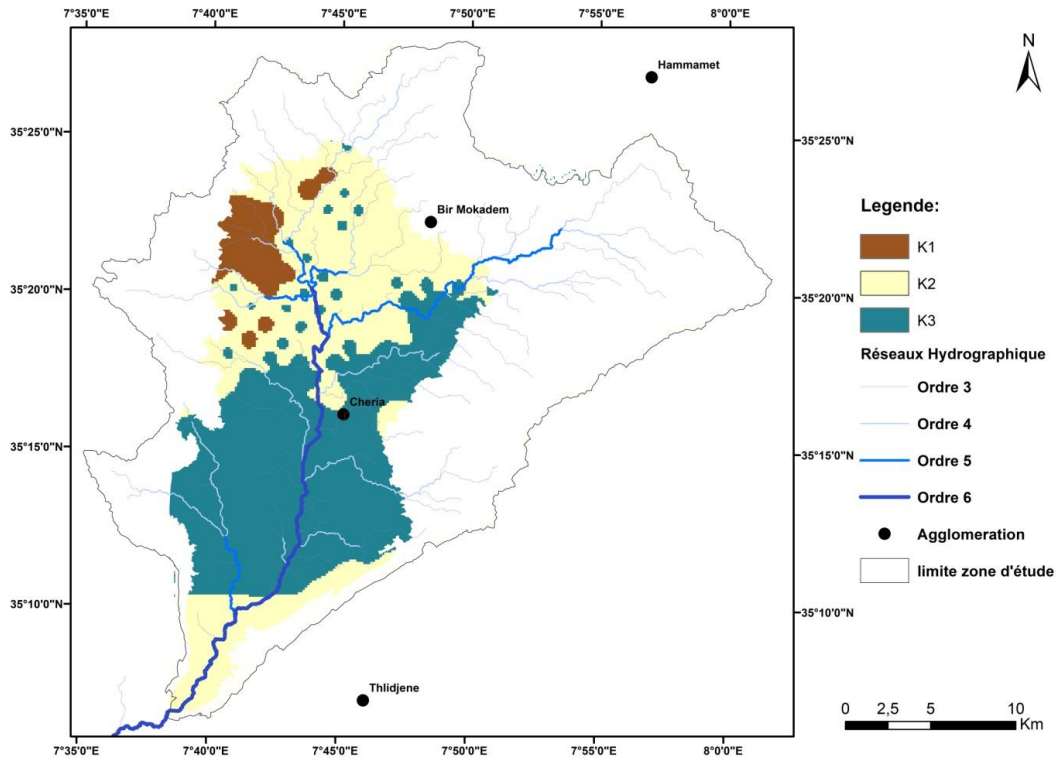 7°35'0"E 7°40'0"E 7°45'0"E 7°50'0"E 7°55'0"E 8°0'0"E
N
Hammamet
35°25'0"N 35°25'0"N
Legende:
Bir Mokadem
K1
K2
35°20'0"N 35°20'0"N
K3
Réseaux Hydrographique
Ordre 3
Cheria
Ordre 4
35°15'0"N 35°15'0"N
Ordre 5
Ordre 6
Agglomeration
limite zone d'étude
35°10'0"N 35°10'0"N
Thlidjene
0 2,5 5 10
Km
7°35'0"E 7°40'0"E 7°45'0"E 7°50'0"E 7°55'0"E 8°0'0"E